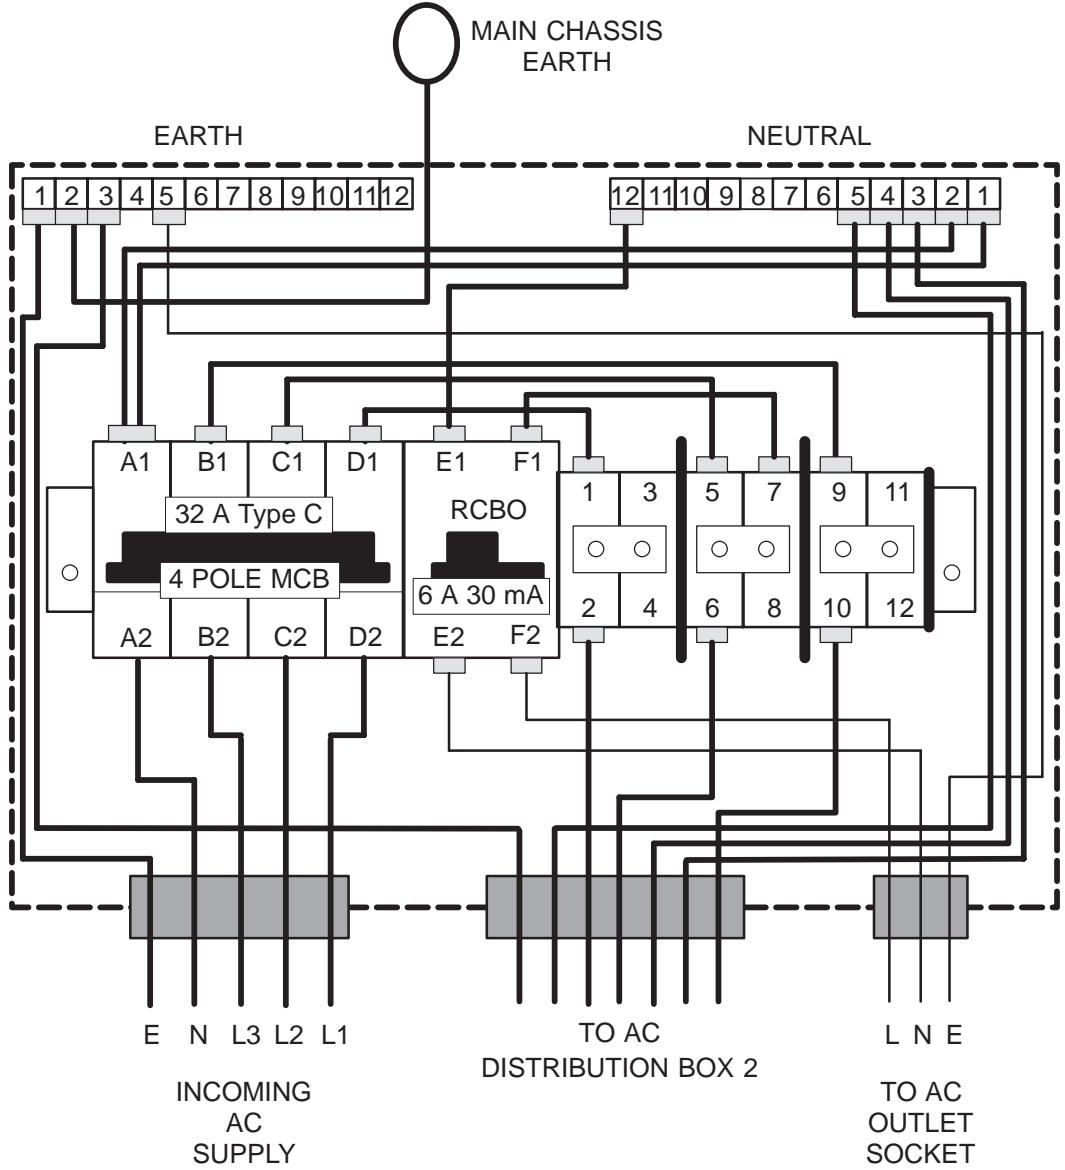 MAIN CHASSIS
EARTH
EARTH
NEUTRAL
1 2 3 4 5 6 7 8 9 10 11 12
12 11 10 9 8 7 6 5 4 3 2 1
A1 B1 C1 D1 E1 F1
1 3 5 7 9 11
32 A Type C
RCBO
4 POLE MCB
6 A 30 mA
2 4 6 8 10 12
A2 B2 C2 D2 E2 F2
E N L3 L2 L1
TO AC
DISTRIBUTION BOX 2
L N E
INCOMING
AC
SUPPLY
TO AC
OUTLET
SOCKET